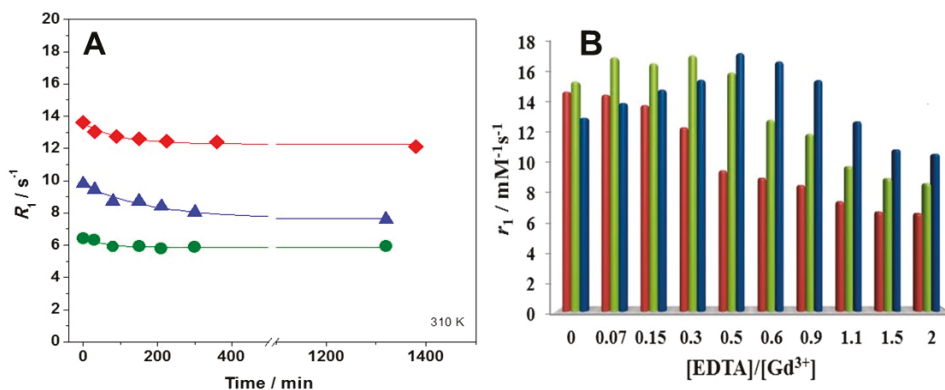 A
20
18
16
14
12
10
8
6
4
2
0
R₁ / s⁻¹
310 K
0 200 400 1200 1400
Time / min
B
18
16
14
12
10
8
6
4
2
0
r₁ / mM⁻¹s⁻¹
0 0.07 0.15 0.3 0.5 0.6 0.9 1.1 1.5 2
[EDTA]/[Gd³⁺]